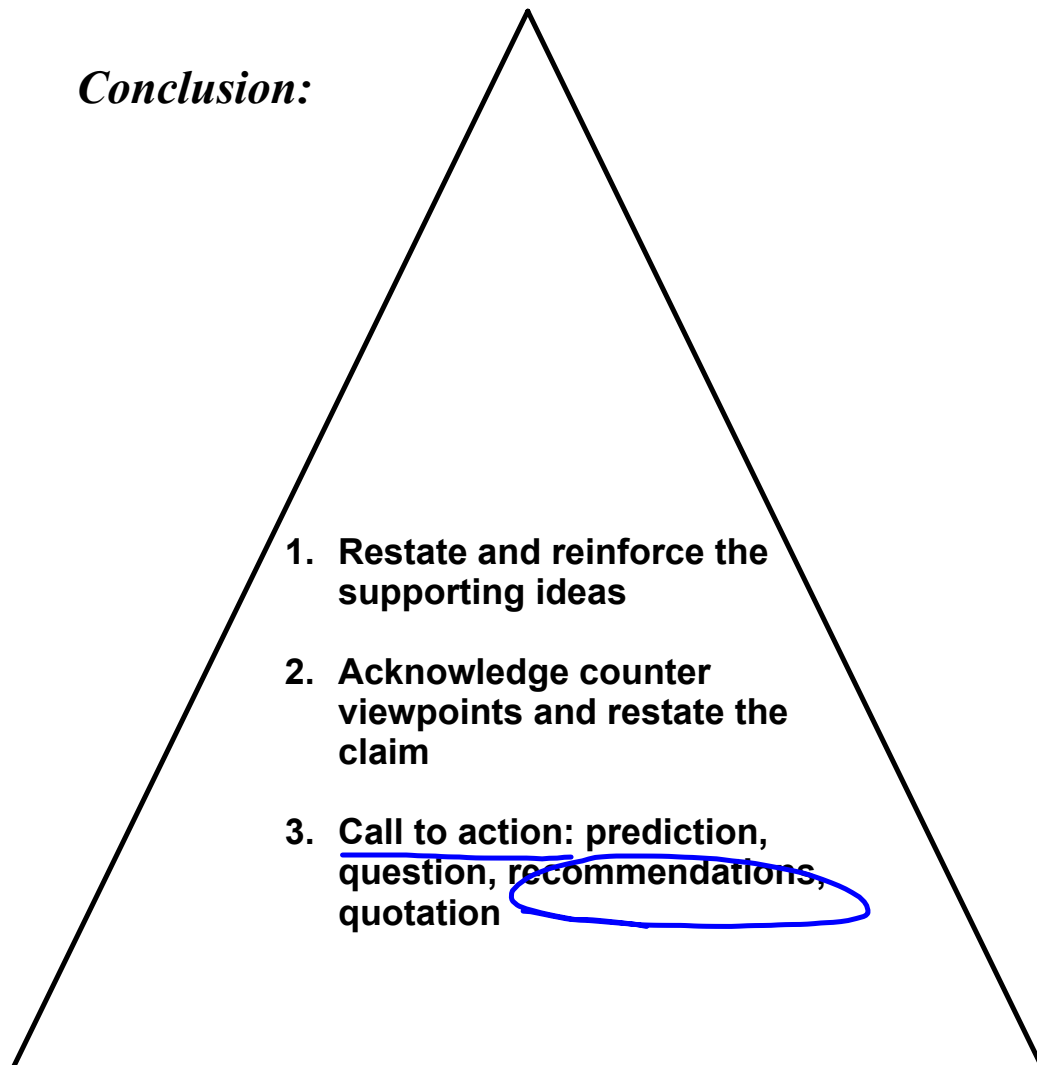 Conclusion:
1. Restate and reinforce the
supporting ideas
2. Acknowledge counter
viewpoints and restate the
claim
3. Call to action: prediction,
question, recommendations,
quotation